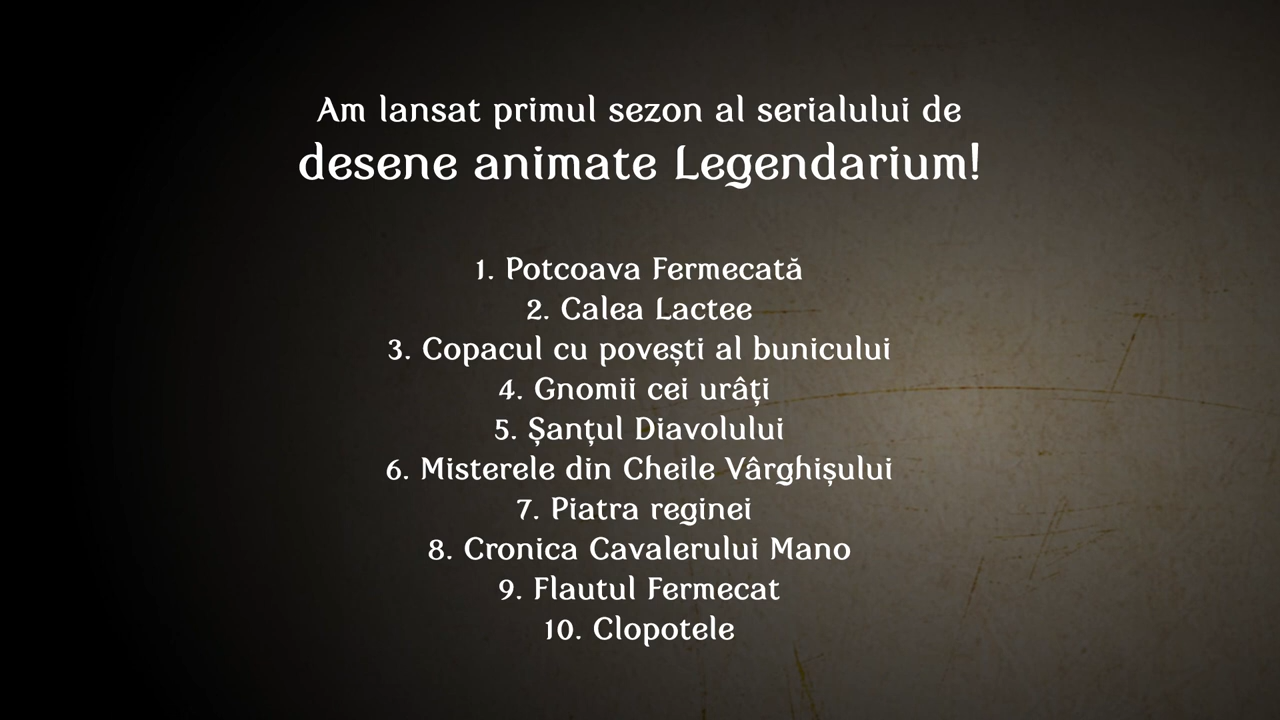 Am lansat primul sezon al serialului de
desene animate Legendarium!
1. Potcoava Fermecată
2. Calea Lactee
3. Copacul cu povești al bunicului
4. Gnomii cei urâți
5. Șanțul Diavolului
6. Misterele din Cheile Vârghișului
7. Piatra reginei
8. Cronica Cavalerului Mano
9. Flautul Fermecat
10. Clopotele